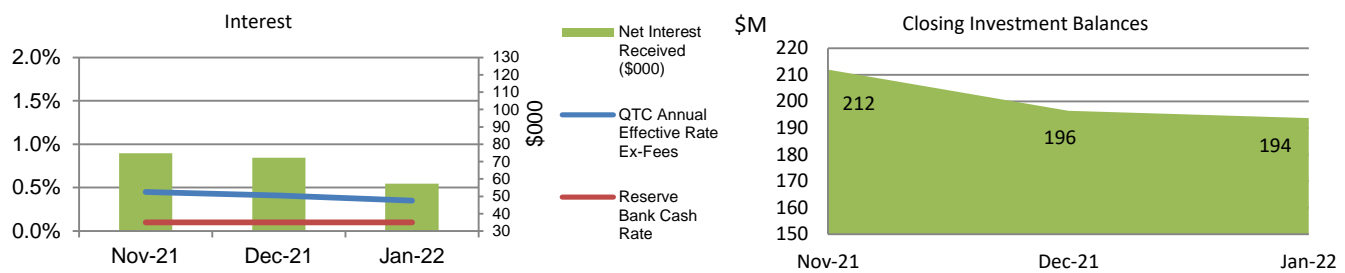 Interest
2.0%
1.5%
1.0%
0.5%
0.0%
130
120
110
100
90
80
70
60
50
40
30
$000
Nov-21
Dec-21
Jan-22
Net Interest
Received
($000)
QTC Annual
Effective Rate
Ex-Fees
Reserve
Bank Cash
Rate
$M
Closing Investment Balances
220
210
200
190
180
170
160
150
212
196
194
Nov-21
Dec-21
Jan-22